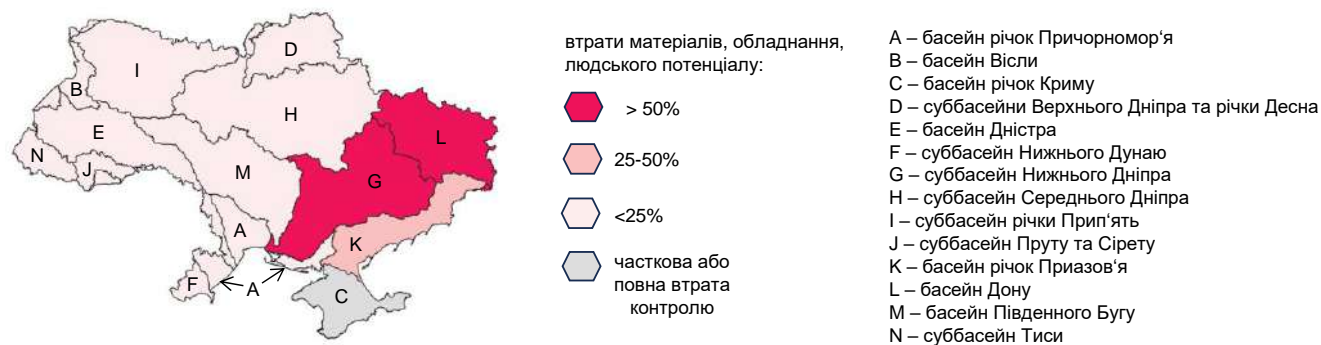 D
I
B
H
E
L
N
J
G
M
A
K
F
A
C
втрати матеріалів, обладнання,
людського потенціалу:
> 50%
25-50%
<25%
часткова або
повна втрата
контролю
A – басейн річок Причорномор‘я
B – басейн Вісли
C – басейн річок Криму
D – суббасейни Верхнього Дніпра та річки Десна
E – басейн Дністра
F – суббасейн Нижнього Дунаю
G – суббасейн Нижнього Дніпра
H – суббасейн Середнього Дніпра
I – суббасейн річки Прип‘ять
J – суббасейн Пруту та Сірету
K – басейн річок Приазов‘я
L – басейн Дону
M – басейн Південного Бугу
N – суббасейн Тиси